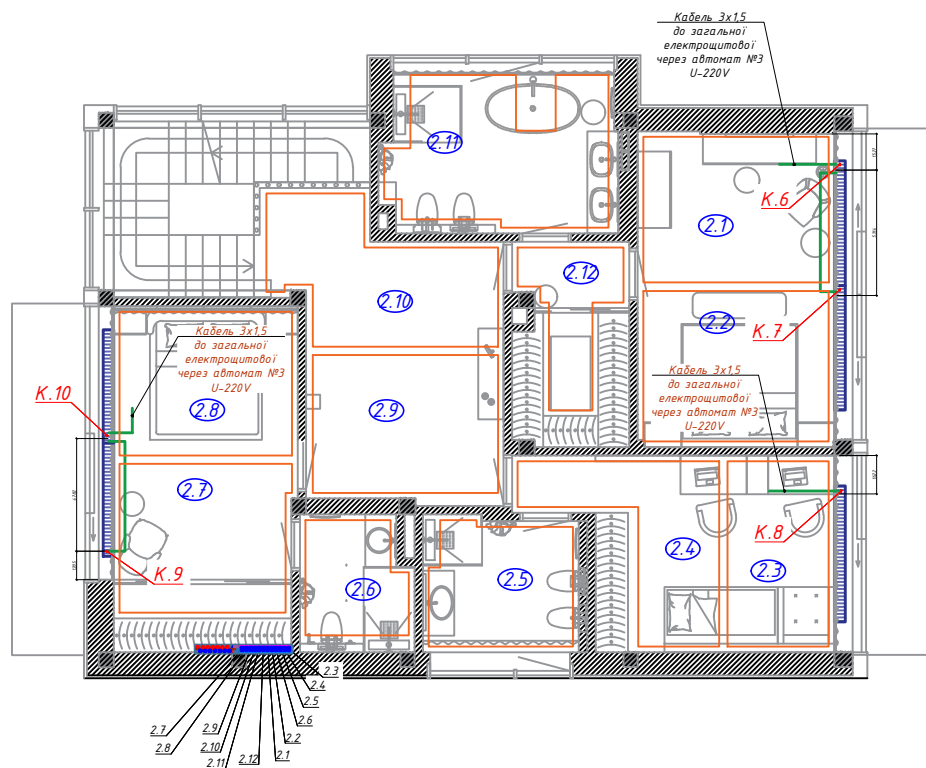 Кабель 3х1,5
до загальної
електрощитової
через автомат №3
U-220V
2.11
К.6
2.1
2.12
2.10
К.7
2.2
Кабель 3х1,5
до загальної
електрощитової
через автомат №3
U-220V
К.10
2.8
2.9
Кабель 3х1,5
до загальної
електрощитової
через автомат №3
U-220V
2.7
К.8
2.4
2.3
2.5
2.6
К.9
2.3
2.4
2.5
2.6
2.2
2.1
2.12
2.11
2.10
2.9
2.8
2.7